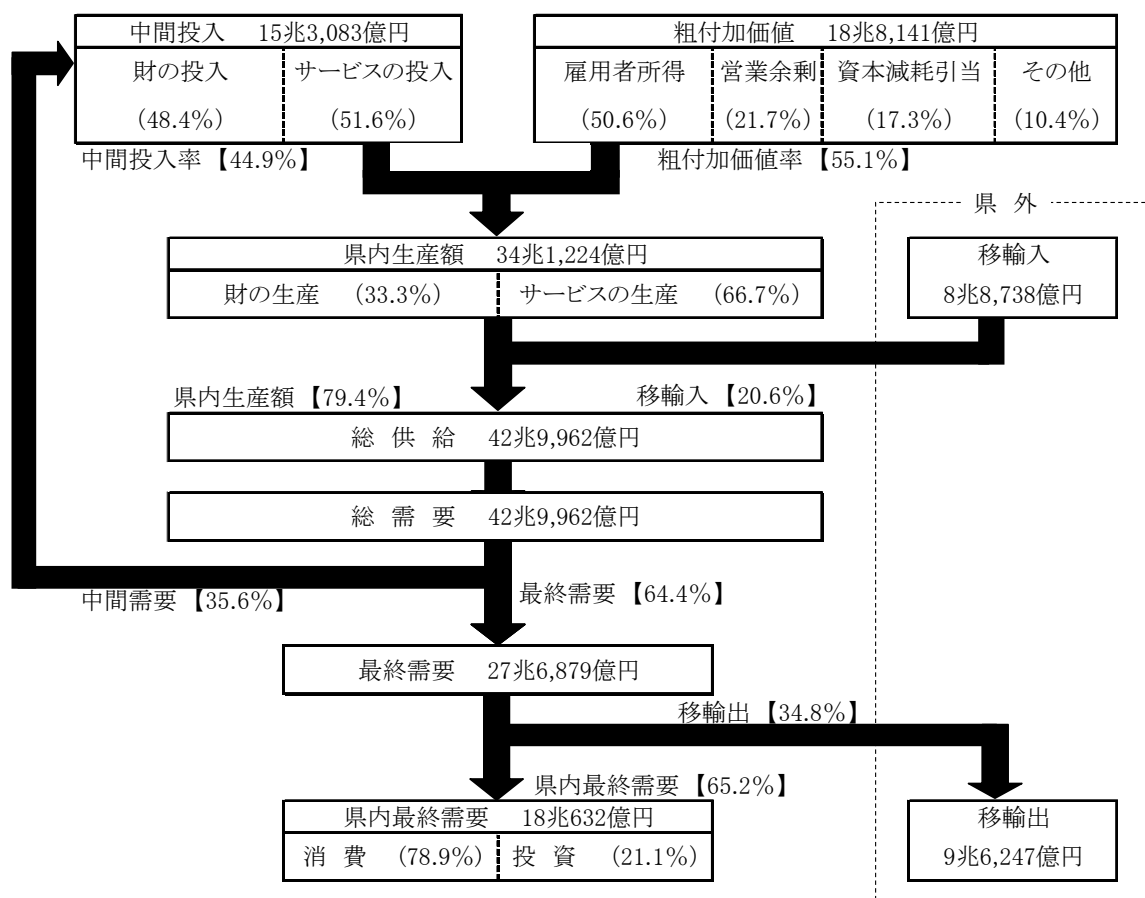 中間投入 15兆3,083億円
財の投入 サービスの投入
(48.4%) (51.6%)
中間投入率【44.9%】
粗付加価値 18兆8,141億円
雇用者所得 営業余剰 資本減耗引当 その他
(50.6%) (21.7%) (17.3%) (10.4%)
粗付加価値率【55.1%】
県 外
県内生産額 34兆1,224億円
財の生産 (33.3%) サービスの生産 (66.7%)
移輸入
8兆8,738億円
県内生産額【79.4%】 移輸入【20.6%】
総 供 給 42兆9,962億円
総 需 要 42兆9,962億円
中間需要【35.6%】 最終需要【64.4%】
最終需要 27兆6,879億円
移輸出【34.8%】
県内最終需要【65.2%】
県内最終需要 18兆632億円
消 費 (78.9%) 投 資 (21.1%)
移輸出
9兆6,247億円